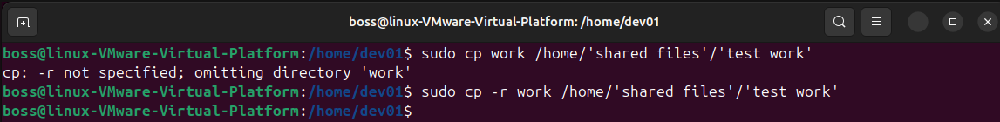 boss@linux-VMware-Virtual-Platform: /home/dev01
boss@linux-VMware-Virtual-Platform:/home/dev01$ sudo cp work /home/'shared files'/'test work'
cp: -r not specified; omitting directory 'work'
boss@linux-VMware-Virtual-Platform:/home/dev01$ sudo cp -r work /home/'shared files'/'test work'
boss@linux-VMware-Virtual-Platform:/home/dev01$